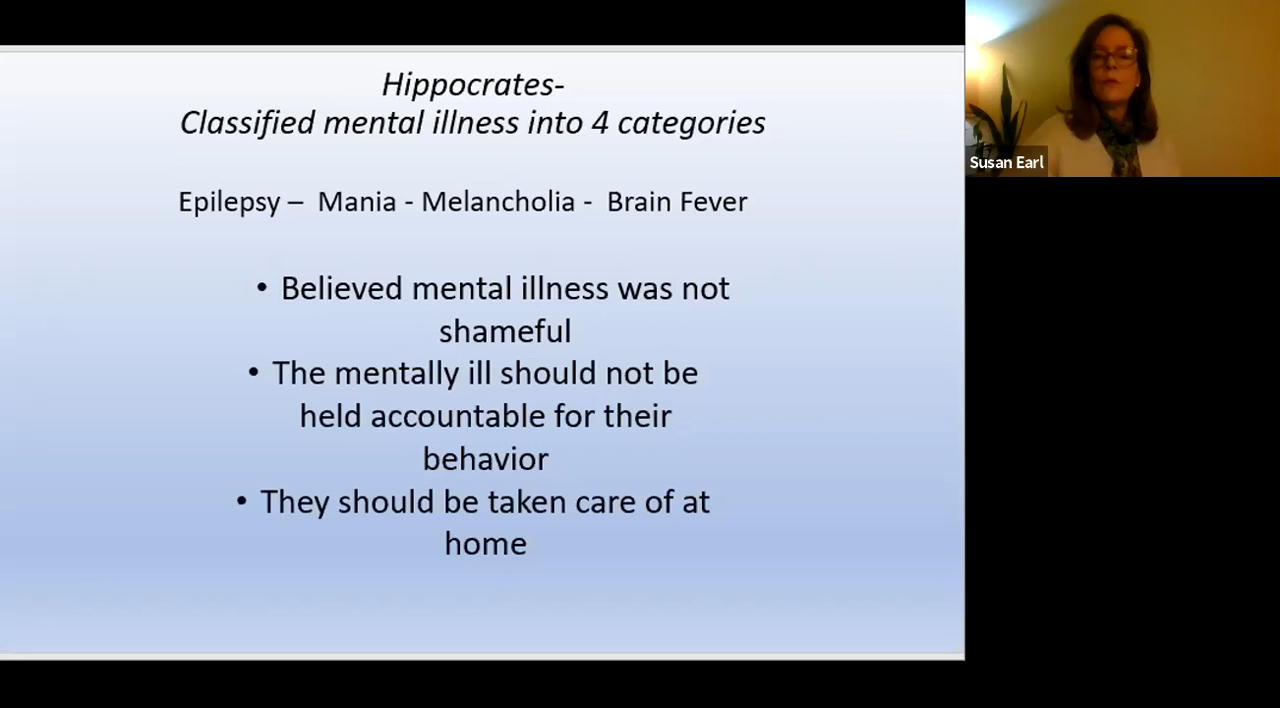 Hippocrates-
Classified mental illness into 4 categories
Epilepsy –  Mania - Melancholia -  Brain Fever
• Believed mental illness was not
shameful
• The mentally ill should not be
held accountable for their
behavior
• They should be taken care of at
home
Susan Earl